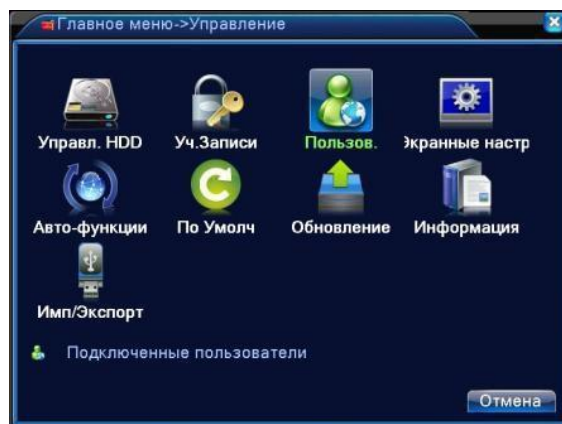 Главное меню->Управление
Управл. HDD Уч.Записи Пользов. Экранные настр
Авто-функции По Умолч Обновление Информация
Имп/Экспорт
Подключенные пользователи
Отмена